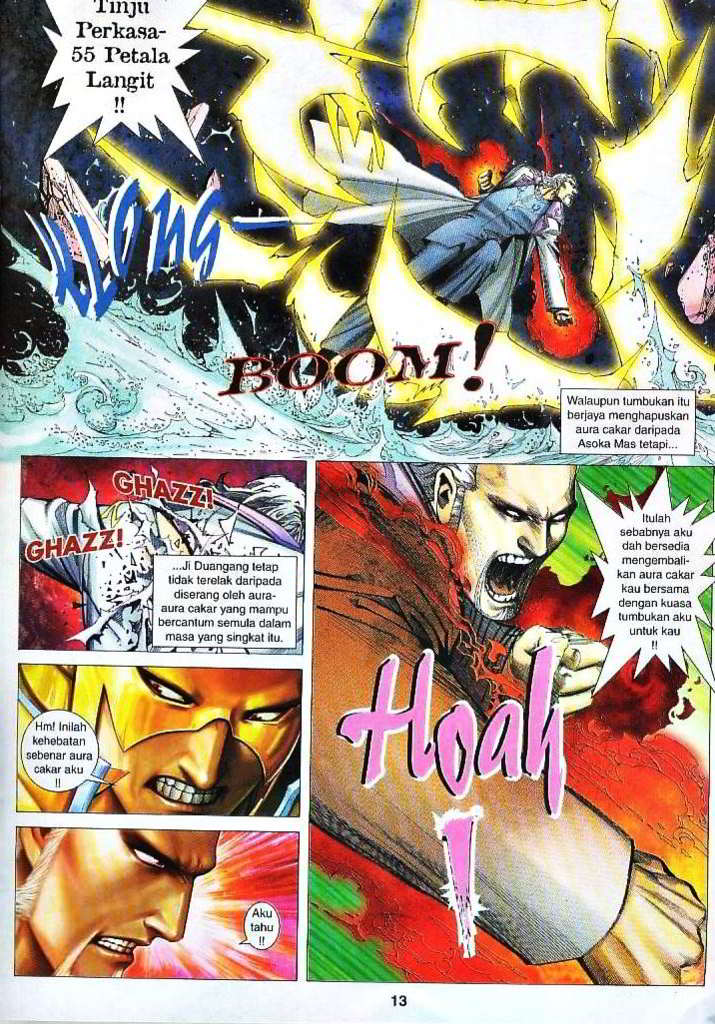 Tinju
Perkasa-
55 Petala
Langit
!!
KLONG
BOOM!
Walaupun tumbukan itu
berjaya menghapuskan
aura cakar daripada
Asoka Mas tetapi...
GHAZZ!
GHAZZ!
...Ji Duangang tetap
tidak terelak daripada
diserang oleh aura-
aura cakar yang mampu
bercantum semula dalam
masa yang singkat itu.
Hm! Inilah
kehebatan
sebenar aura
cakar aku
!!
Aku
tahu
!!
Itulah
sebabnya aku
dah bersedia
mengembali-
kan aura cakar
kau bersama
dengan kuasa
tumbukan aku
untuk kau
!!
Hoah
!
13